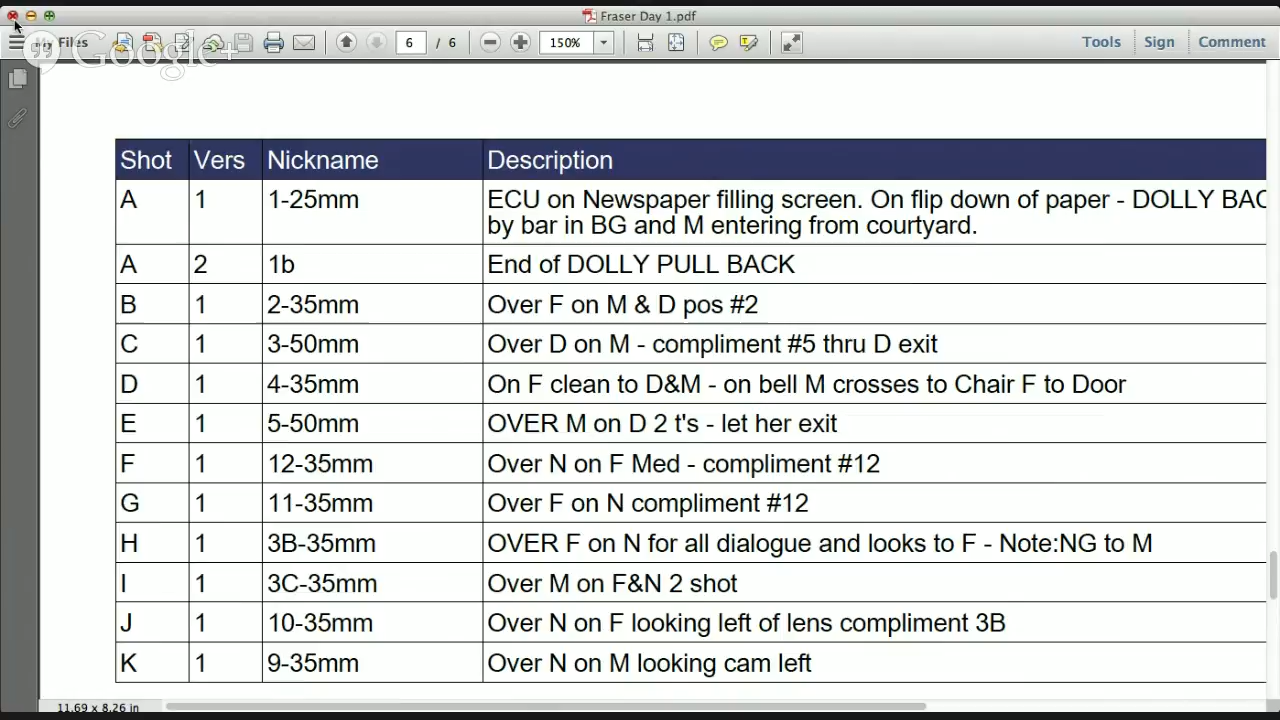 Fraser Day 1.pdf
My Files
Google+
6 / 6
150%
Tools Sign Comment
Shot Vers Nickname Description
A 1 1-25mm ECU on Newspaper filling screen. On flip down of paper - DOLLY BAC
by bar in BG and M entering from courtyard.
A 2 1b End of DOLLY PULL BACK
B 1 2-35mm Over F on M & D pos #2
C 1 3-50mm Over D on M - compliment #5 thru D exit
D 1 4-35mm On F clean to D&M - on bell M crosses to Chair F to Door
E 1 5-50mm OVER M on D 2 t's - let her exit
F 1 12-35mm Over N on F Med - compliment #12
G 1 11-35mm Over F on N compliment #12
H 1 3B-35mm OVER F on N for all dialogue and looks to F - Note:NG to M
I 1 3C-35mm Over M on F&N 2 shot
J 1 10-35mm Over N on F looking left of lens compliment 3B
K 1 9-35mm Over N on M looking cam left
11.69 x 8.26 in